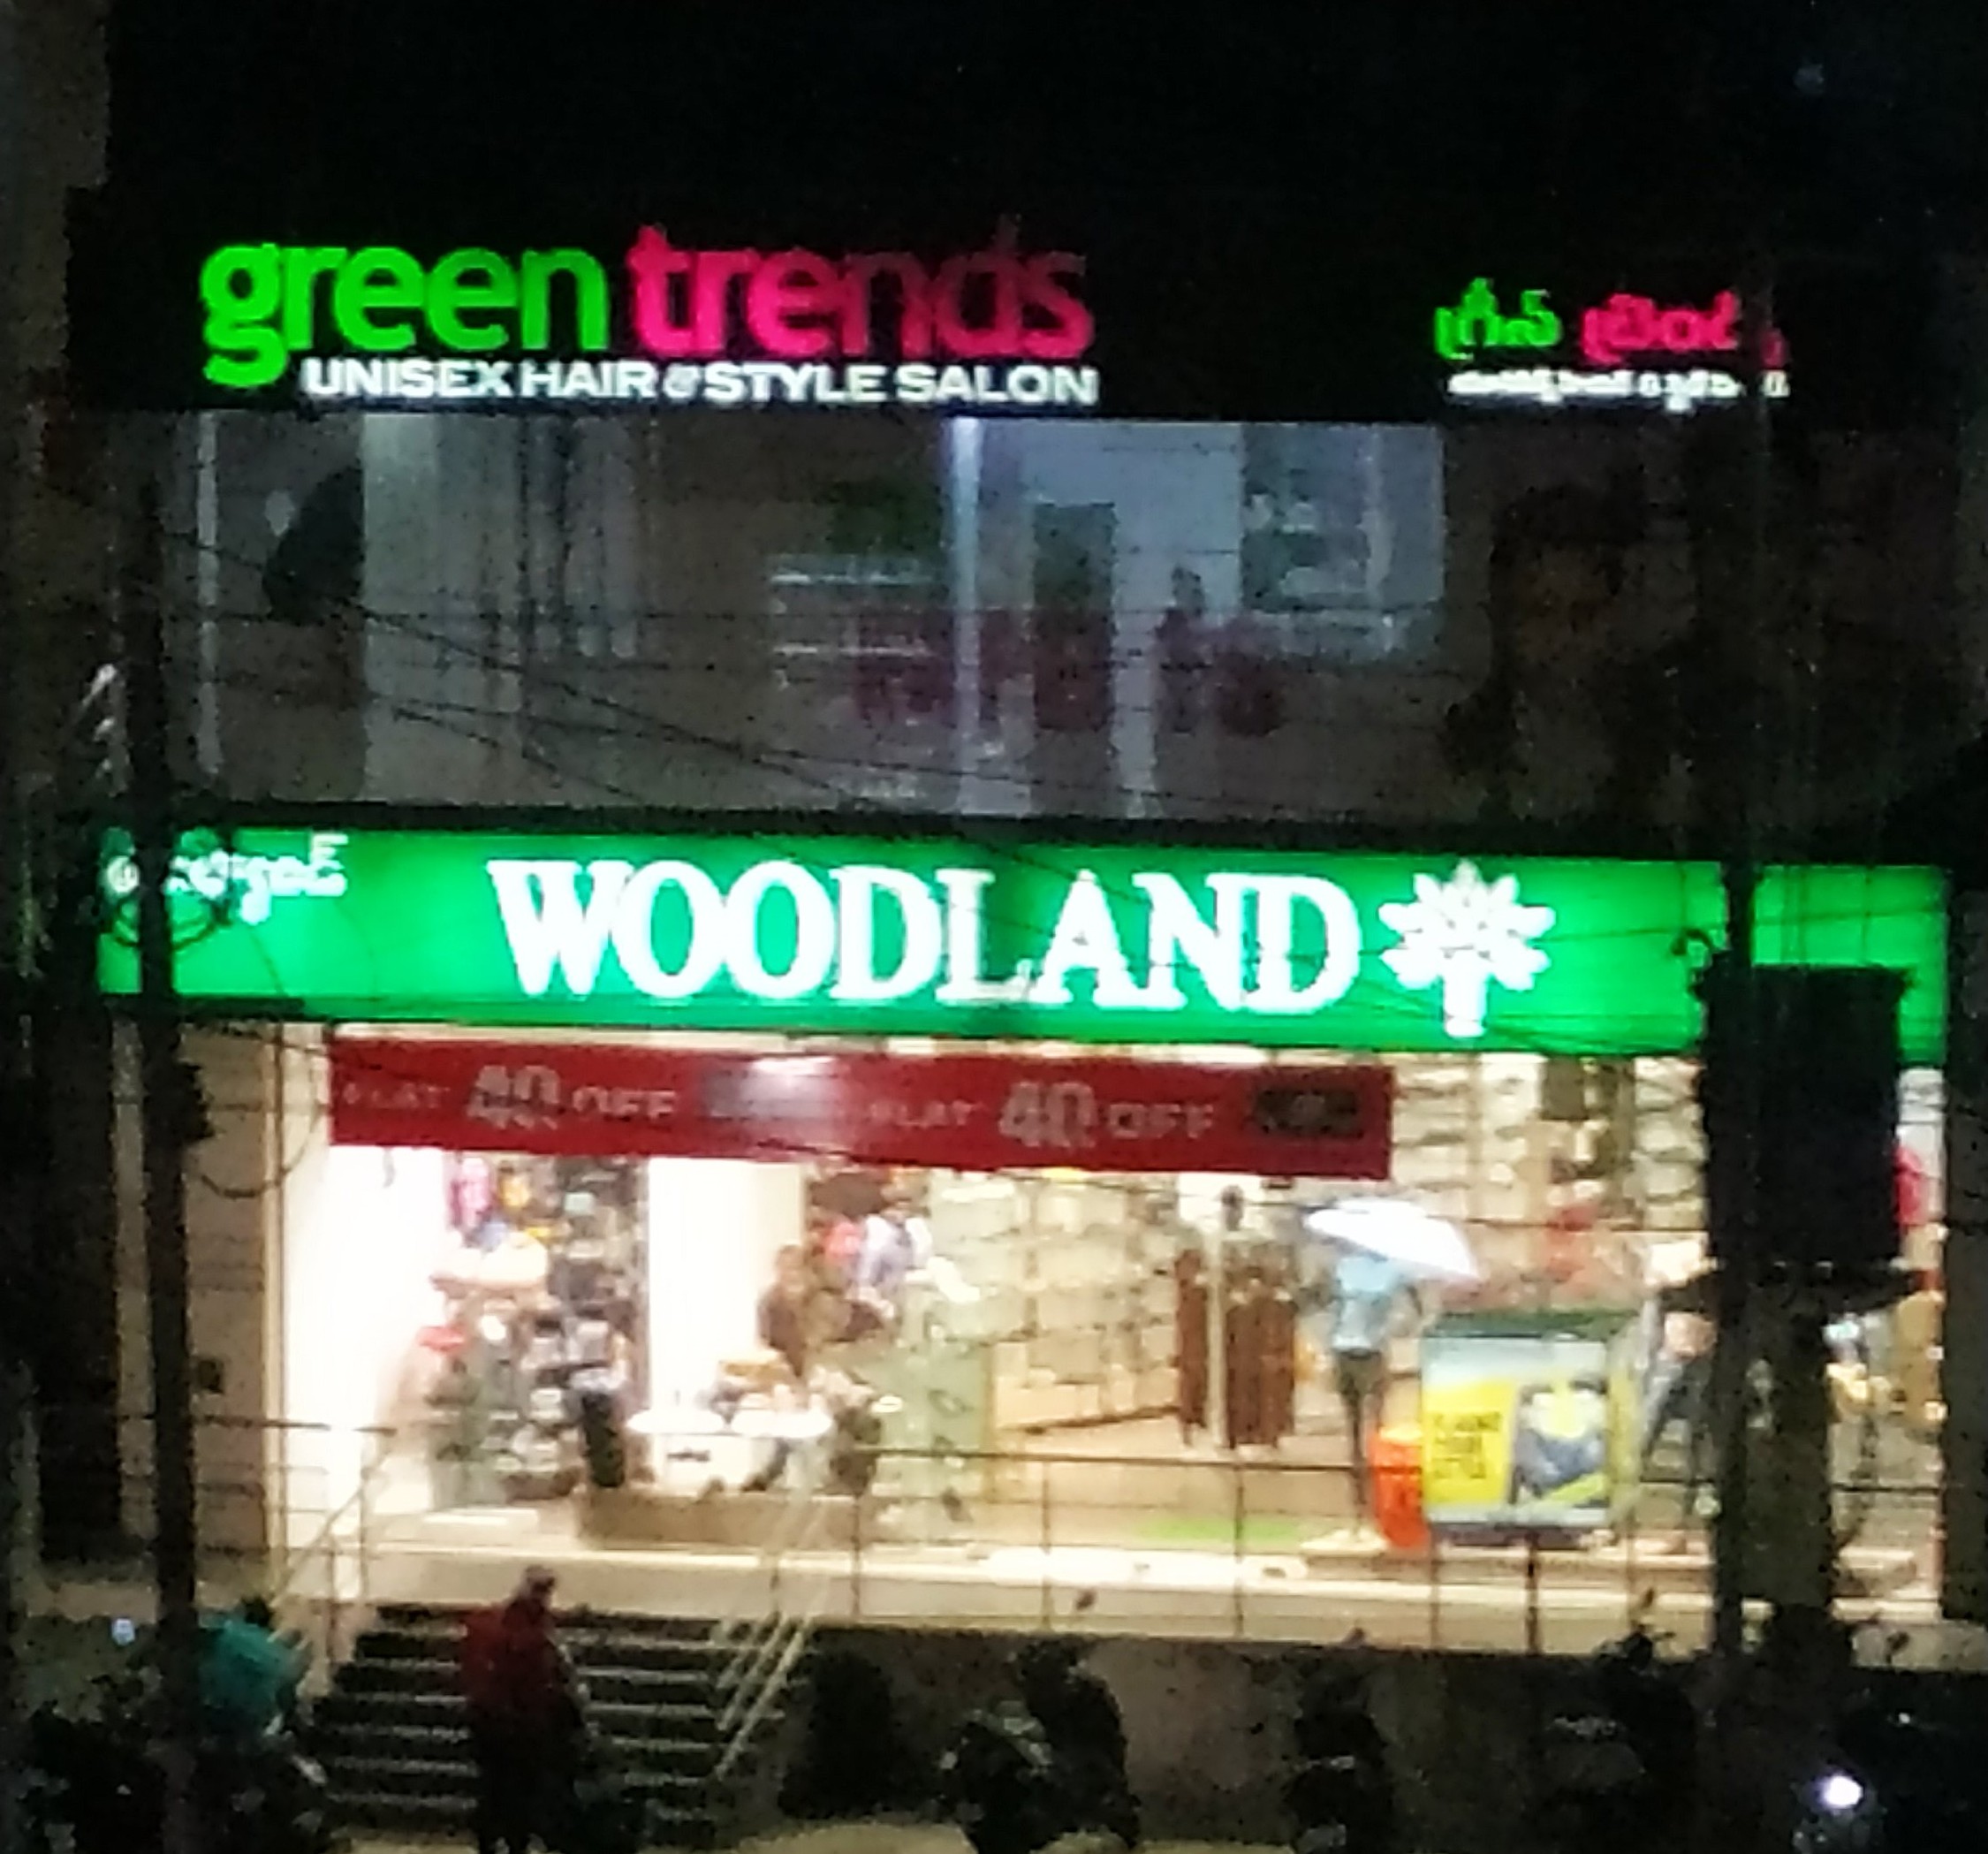 green trends
UNISEX HAIR & STYLE SALON
గ్రీన్ ట్రెండ్స్
వుడ్‌ల్యాండ్
WOODLAND
FLAT 40 OFF FLAT 40 OFF